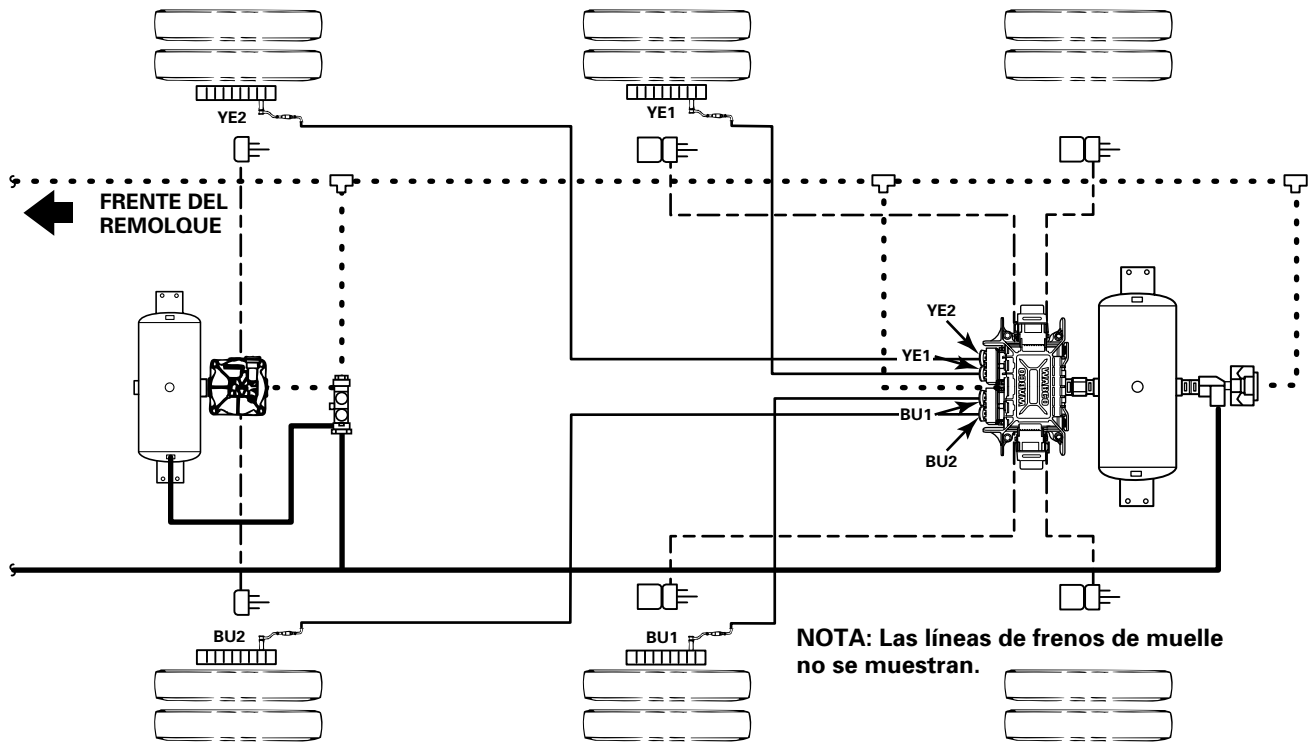 YE2
YE1
FRENTE DEL
REMOLQUE
YE2
YE1
BU1
BU2
BU2
BU1
NOTA: Las líneas de frenos de muelle
no se muestran.